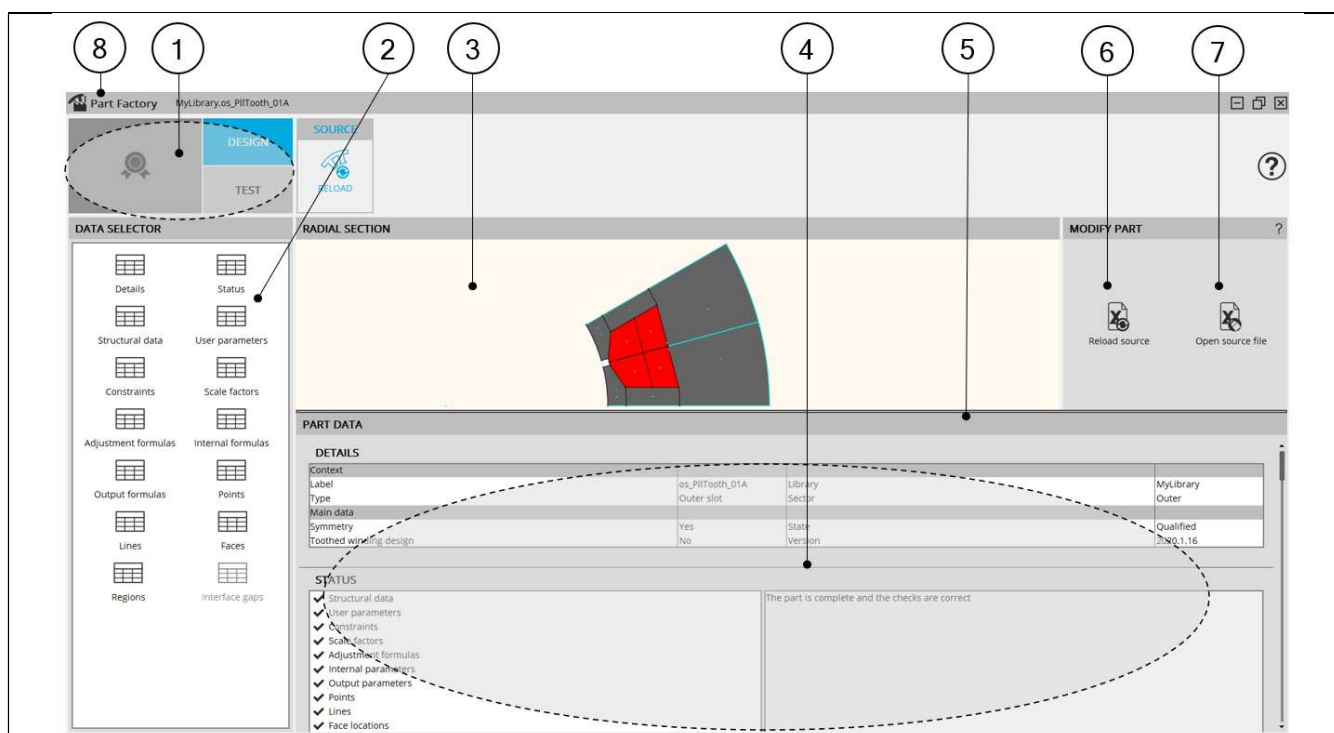 8 1 2 3 4 5 6 7
Part Factory MyLibrary.os_PllTooth_01A
DESIGN
TEST
SOURCE
RELOAD
?
DATA SELECTOR
Details Status
Structural data User parameters
Constraints Scale factors
Adjustment formulas Internal formulas
Output formulas Points
Lines Faces
Regions Interface gaps
RADIAL SECTION
MODIFY PART ?
Reload source Open source file
PART DATA
DETAILS
Context
Label os_PllTooth_01A Library MyLibrary
Type Outer slot Sector Outer
Main data
Symmetry Yes State Qualified
Toothed winding design No Version 2020.1.16
STATUS
Structural data The part is complete and the checks are correct
User parameters
Constraints
Scale factors
Adjustment formulas
Internal parameters
Output parameters
Points
Lines
Face locations